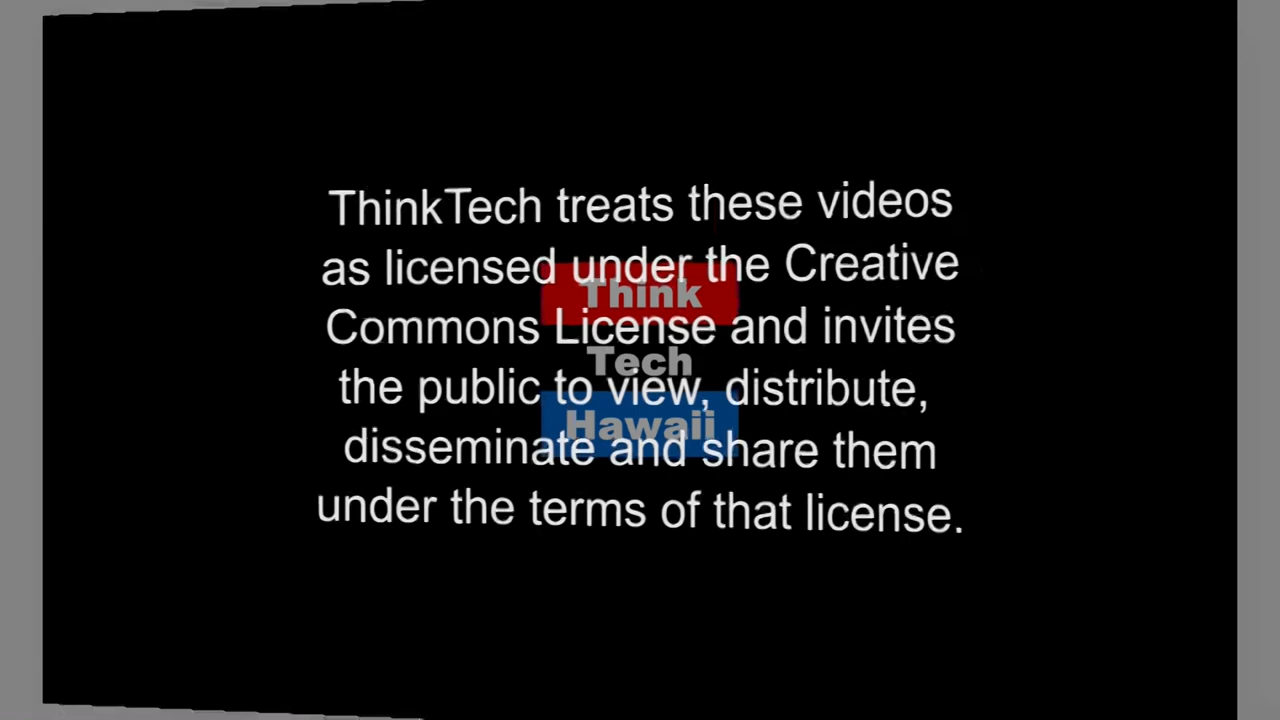 ThinkTech treats these videos
as licensed under the Creative
Think
Commons License and invites
Tech
the public to view, distribute,
Hawaii
disseminate and share them
under the terms of that license.